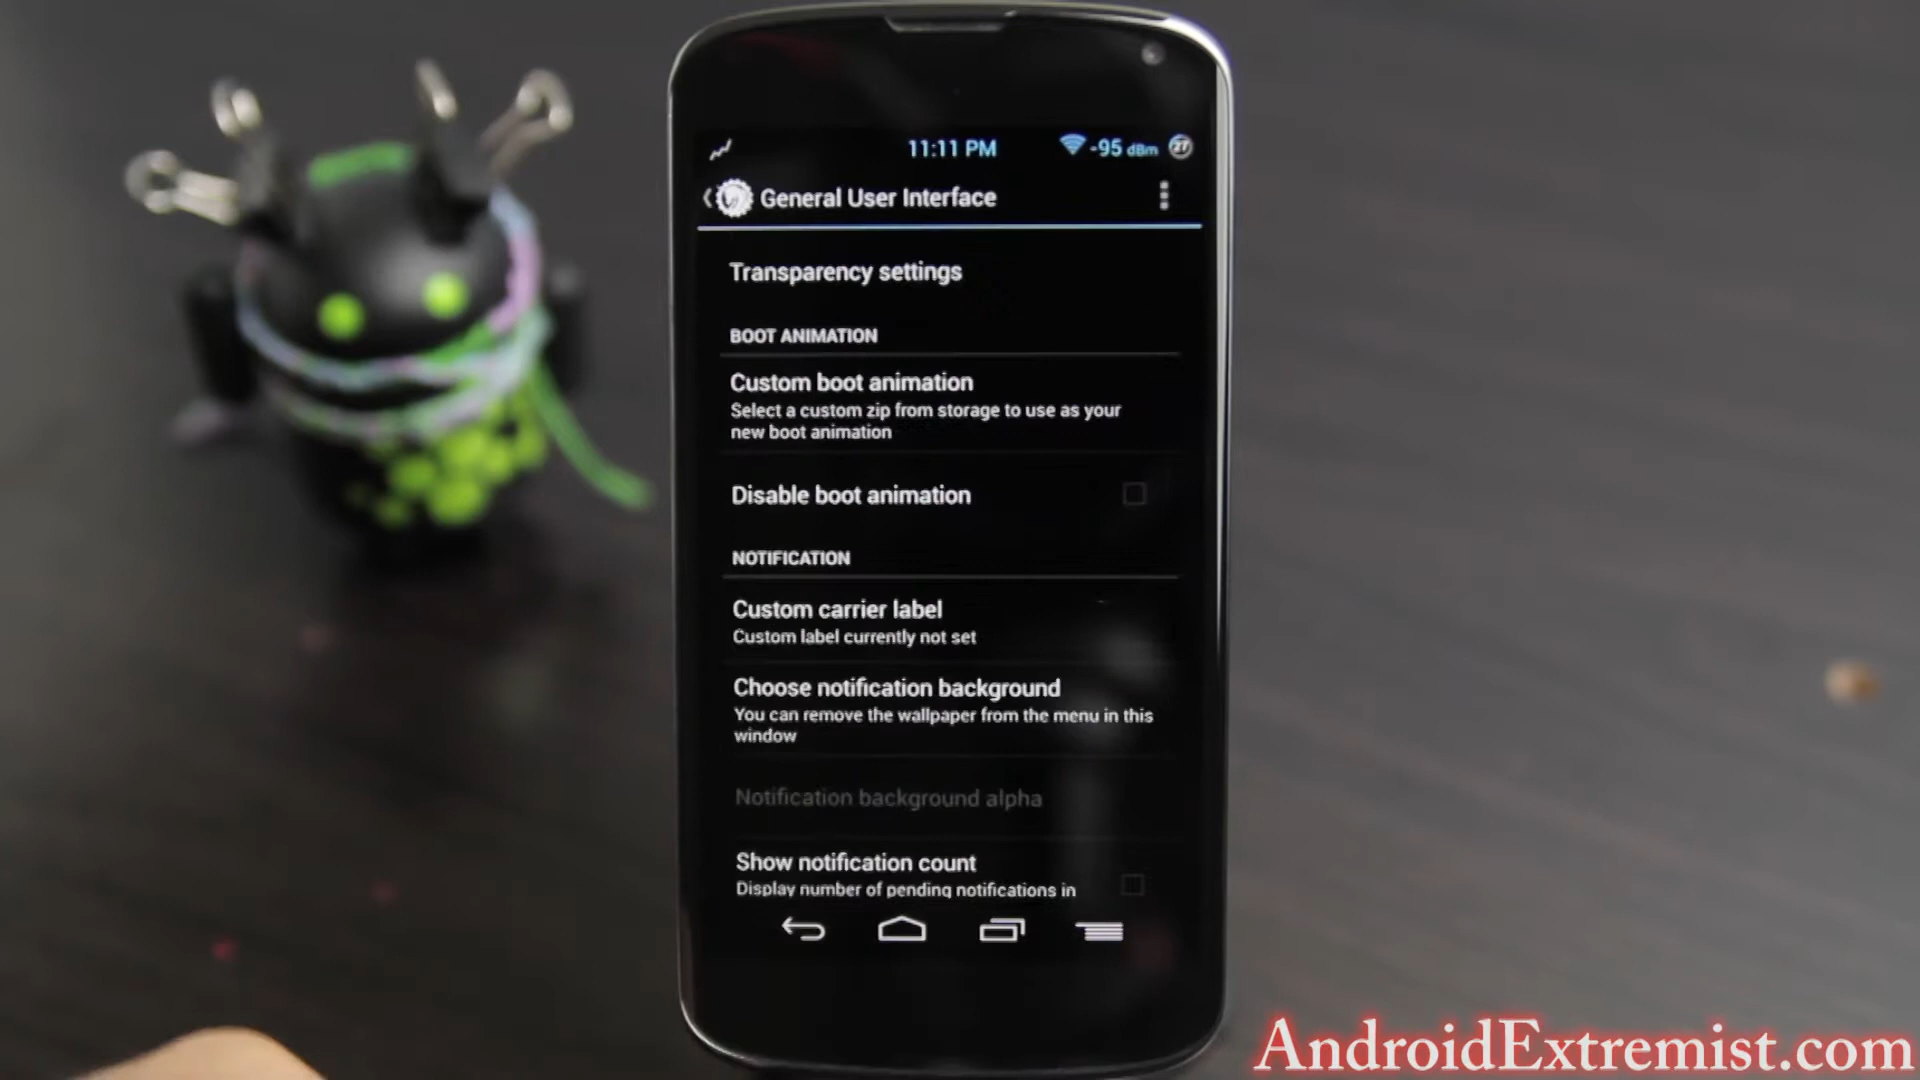 11:11 PM
-95 dBm
27
General User Interface
Transparency settings
BOOT ANIMATION
Custom boot animation
Select a custom zip from storage to use as your
new boot animation
Disable boot animation
NOTIFICATION
Custom carrier label
Custom label currently not set
Choose notification background
You can remove the wallpaper from the menu in this
window
Notification background alpha
Show notification count
Display number of pending notifications in
AndroidExtremist.com